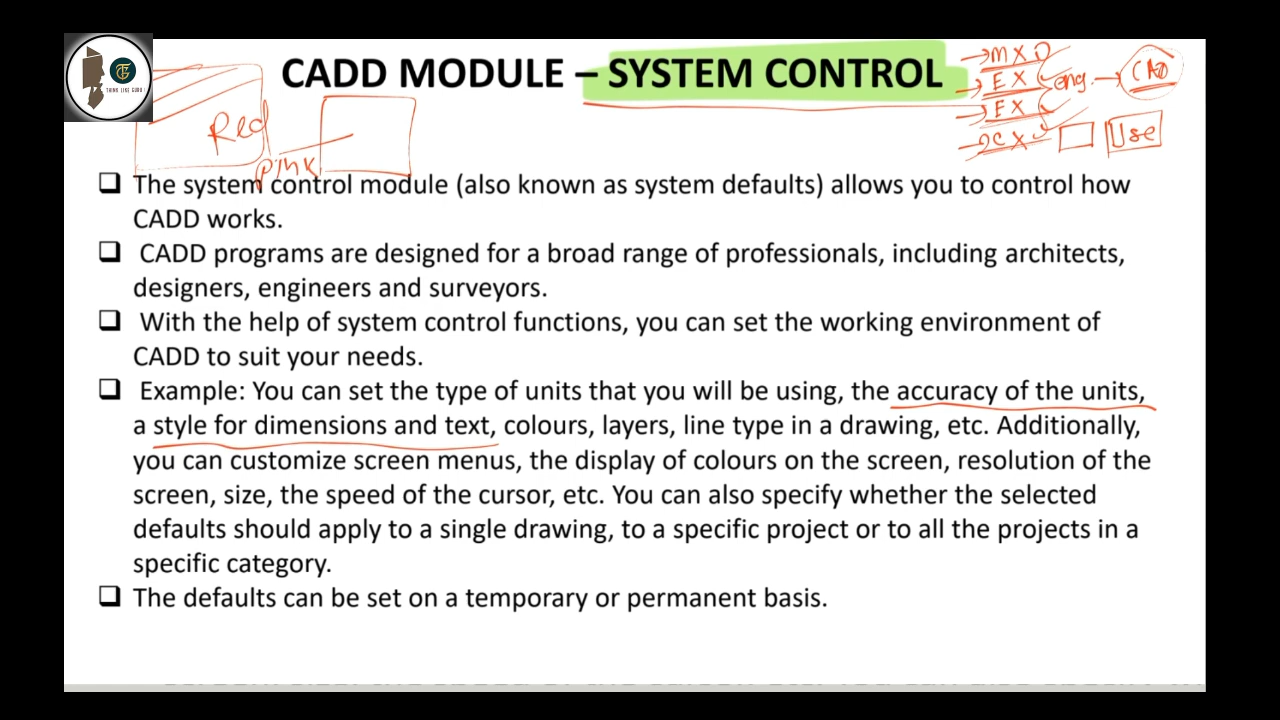 THINK LIKE GURU
CADD MODULE – SYSTEM CONTROL
→ M X
→ E X eng. → CAD
→ E X
Use
Red
pink
❑ The system control module (also known as system defaults) allows you to control how
CADD works.
❑ CADD programs are designed for a broad range of professionals, including architects,
designers, engineers and surveyors.
❑ With the help of system control functions, you can set the working environment of
CADD to suit your needs.
❑ Example: You can set the type of units that you will be using, the accuracy of the units,
a style for dimensions and text, colours, layers, line type in a drawing, etc. Additionally,
you can customize screen menus, the display of colours on the screen, resolution of the
screen, size, the speed of the cursor, etc. You can also specify whether the selected
defaults should apply to a single drawing, to a specific project or to all the projects in a
specific category.
❑ The defaults can be set on a temporary or permanent basis.